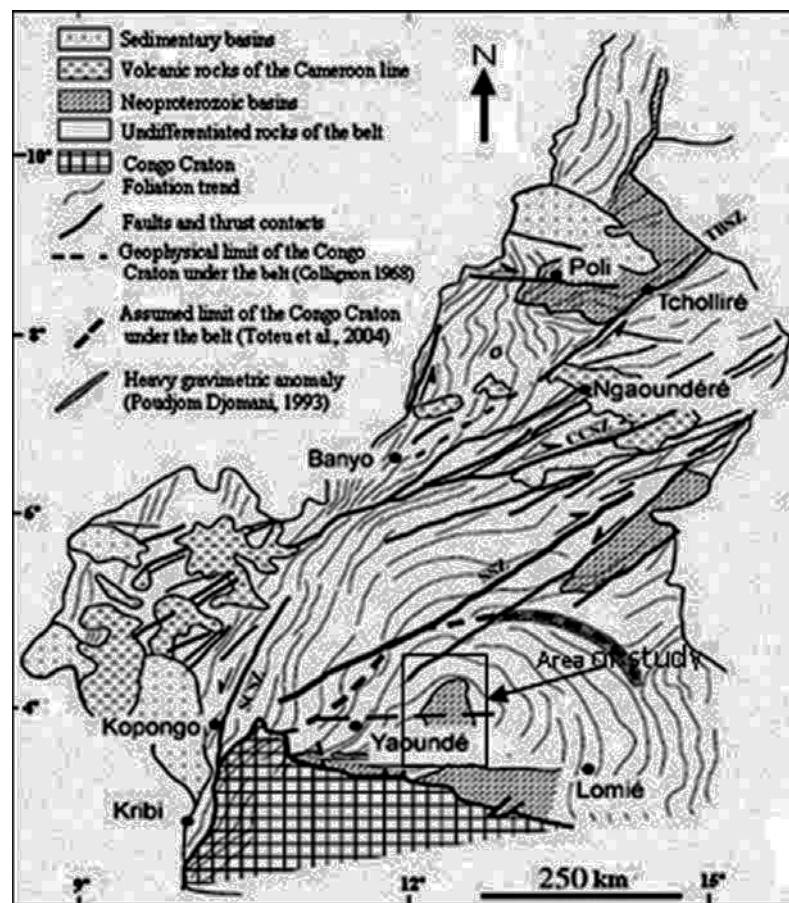 Sedimentary basins
Volcanic rocks of the Cameroon line
Neoproterozoic basins
Undifferentiated rocks of the belt
Congo Craton
Foliation trend
Faults and thrust contacts
Geophysical limit of the Congo
Craton under the belt (Collignon 1968)
Assumed limit of the Congo Craton
under the belt (Toteu et al., 2004)
Heavy gravimetric anomaly
(Poudjom Djomani, 1993)
N
10°
8°
6°
4°
Poli
TBSZ
Tcholliré
Ngaoundéré
CCSZ
Banyo
SSZ
Area of study
SCSZ
Kopongo
Yaoundé
Lomié
Kribi
250 km
9°
12°
15°